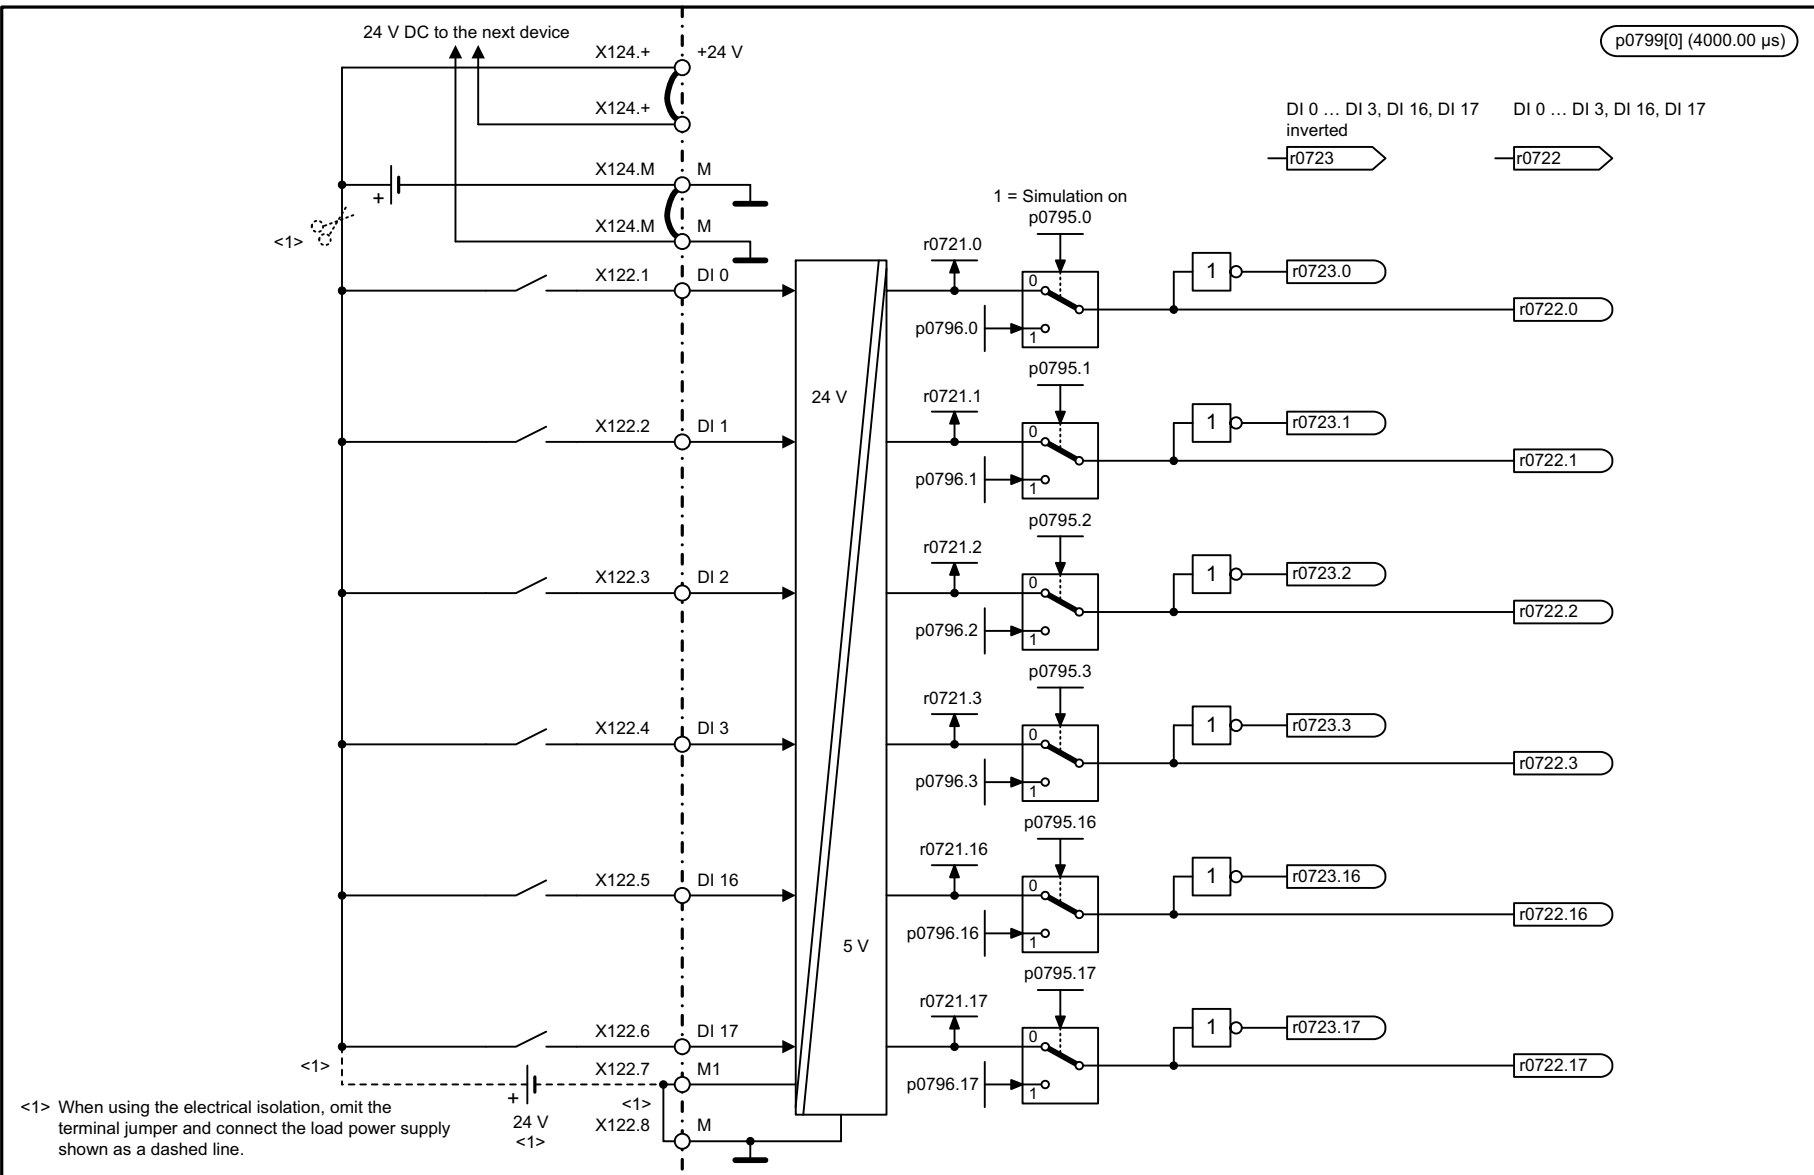 24 V DC to the next device
X124.+
+24 V
p0799[0] (4000.00 µs)
X124.+
DI 0 … DI 3, DI 16, DI 17
inverted
DI 0 … DI 3, DI 16, DI 17
r0723
r0722
X124.M
M
+
1 = Simulation on
p0795.0
<1>
X124.M
M
r0721.0
X122.1
DI 0
0
1
r0723.0
r0722.0
p0796.0
1
p0795.1
24 V
r0721.1
X122.2
DI 1
0
1
r0723.1
r0722.1
p0796.1
1
p0795.2
r0721.2
X122.3
DI 2
0
1
r0723.2
r0722.2
p0796.2
1
p0795.3
r0721.3
X122.4
DI 3
0
1
r0723.3
r0722.3
p0796.3
1
p0795.16
r0721.16
X122.5
DI 16
0
1
r0723.16
r0722.16
p0796.16
1
5 V
p0795.17
r0721.17
X122.6
DI 17
0
1
r0723.17
r0722.17
<1>
X122.7
M1
p0796.17
1
+
24 V
<1>
<1>
X122.8
M
<1> When using the electrical isolation, omit the
terminal jumper and connect the load power supply
shown as a dashed line.